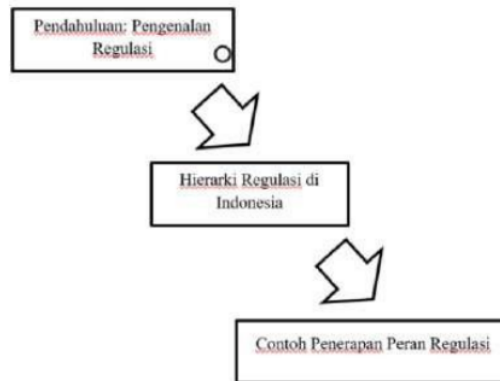 Pendahuluan: Pengenalan
Regulasi
Hierarki Regulasi di
Indonesia
Contoh Penerapan Peran Regulasi